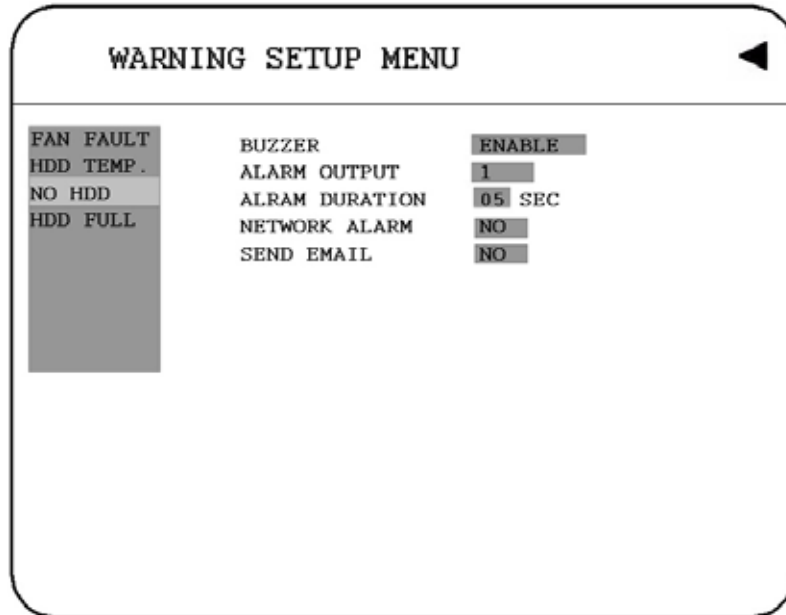 WARNING SETUP MENU
FAN FAULT
HDD TEMP.
NO HDD
HDD FULL
BUZZER ENABLE
ALARM OUTPUT 1
ALRAM DURATION 05 SEC
NETWORK ALARM NO
SEND EMAIL NO